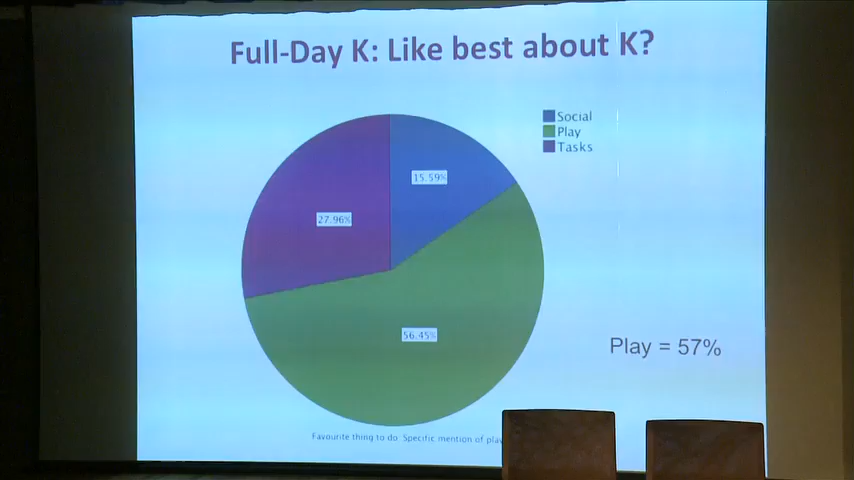 Full-Day K: Like best about K?
Social
Play
Tasks
15.59%
27.96%
56.45%
Play = 57%
Favourite thing to do: Specific mention of